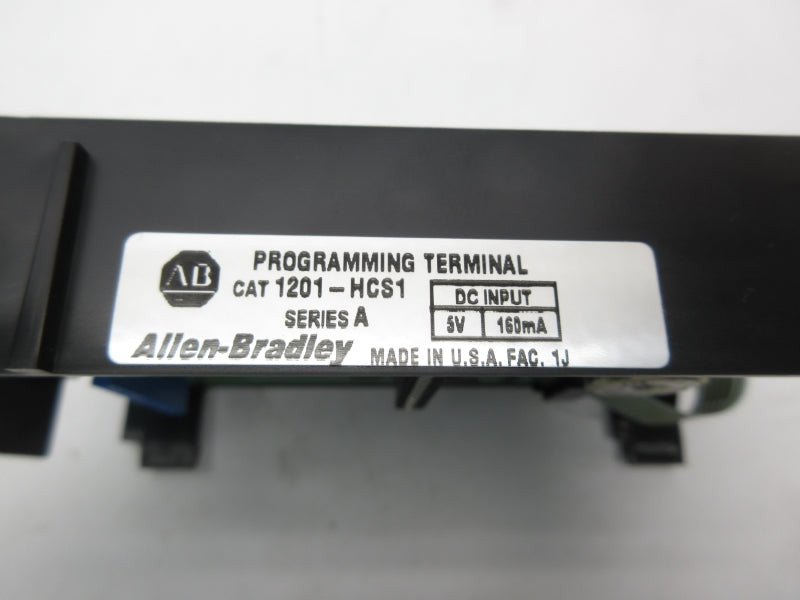 AB
PROGRAMMING TERMINAL
CAT 1201-HCS1
SERIES A
DC INPUT
5V 160mA
Allen-Bradley MADE IN U.S.A. FAC. 1J